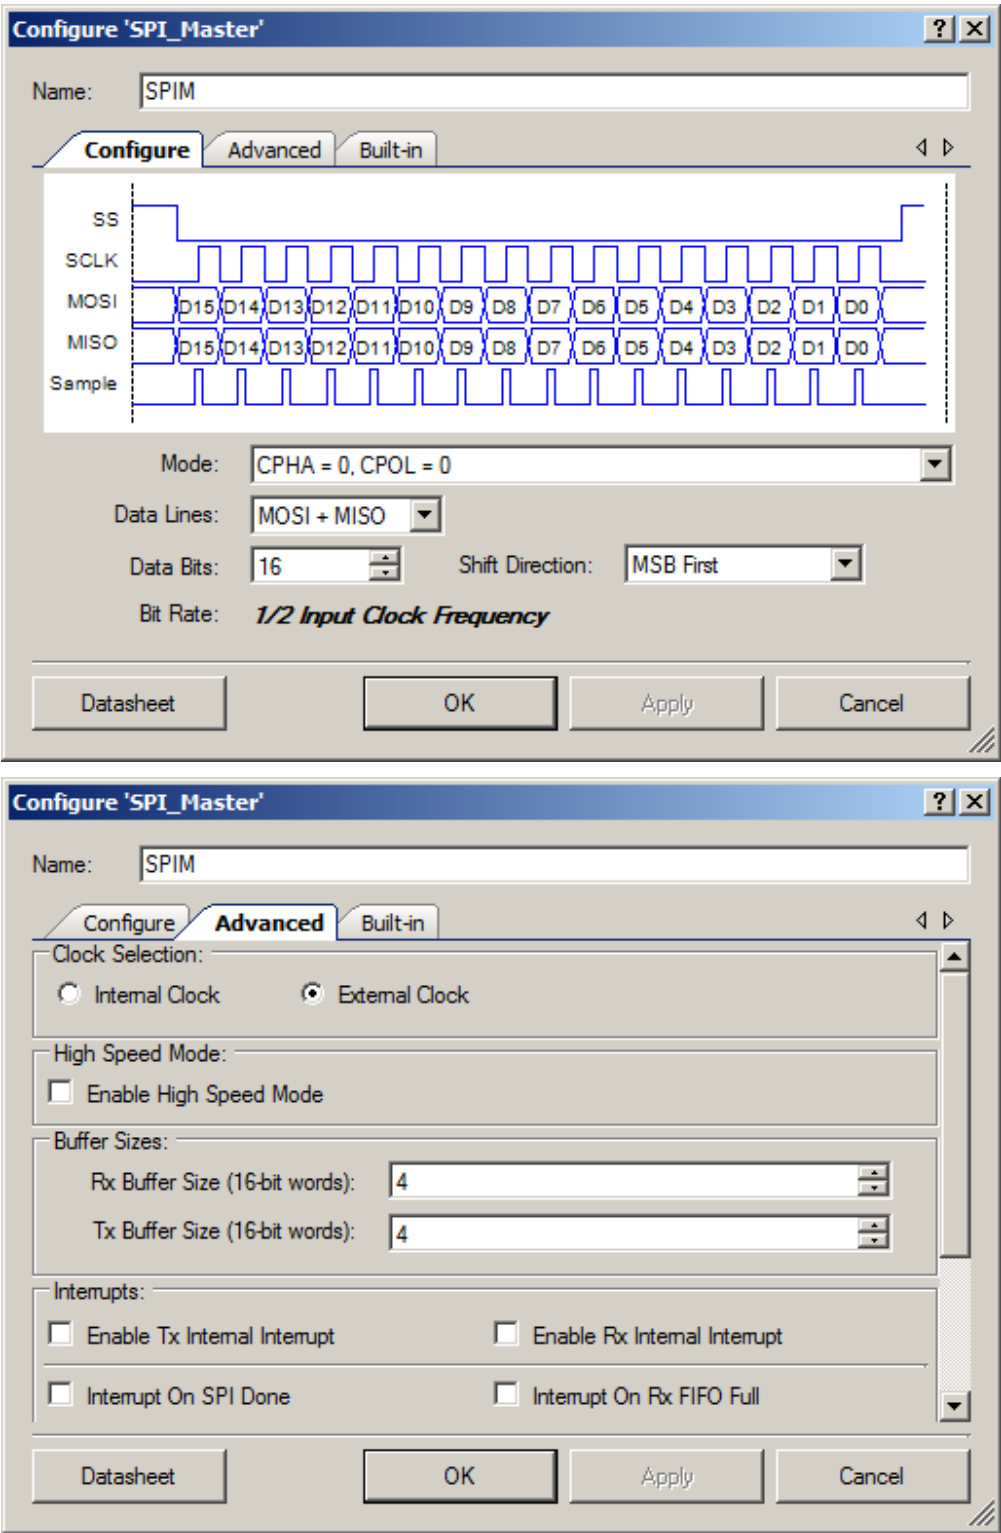 Configure 'SPI_Master'
Name: SPIM
Configure Advanced Built-in
SS
SCLK
MOSI D15 D14 D13 D12 D11 D10 D9 D8 D7 D6 D5 D4 D3 D2 D1 D0
MISO D15 D14 D13 D12 D11 D10 D9 D8 D7 D6 D5 D4 D3 D2 D1 D0
Sample
Mode: CPHA = 0, CPOL = 0
Data Lines: MOSI + MISO
Data Bits: 16 Shift Direction: MSB First
Bit Rate: 1/2 Input Clock Frequency
Datasheet OK Apply Cancel
Configure 'SPI_Master'
Name: SPIM
Configure Advanced Built-in
Clock Selection:
Internal Clock External Clock
High Speed Mode:
Enable High Speed Mode
Buffer Sizes:
Rx Buffer Size (16-bit words): 4
Tx Buffer Size (16-bit words): 4
Interrupts:
Enable Tx Internal Interrupt Enable Rx Internal Interrupt
Interrupt On SPI Done Interrupt On Rx FIFO Full
Datasheet OK Apply Cancel